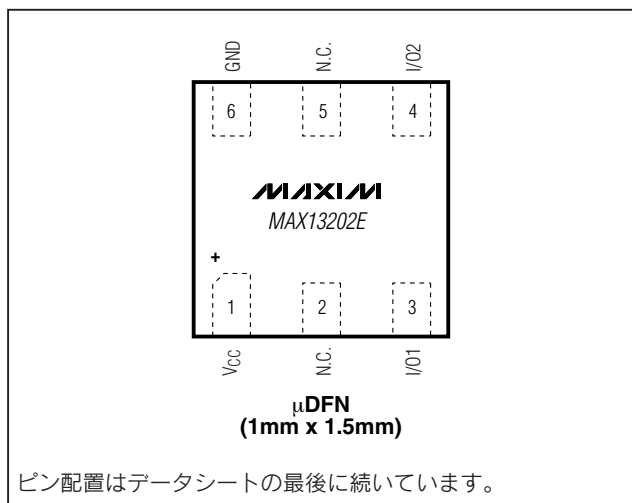 GND N.C. I/O2
6 5 4
MAXIM
MAX13202E
+
1 2 3
VCC N.C. I/O1
μDFN
(1mm x 1.5mm)
ピン配置はデータシートの最後に続いています。